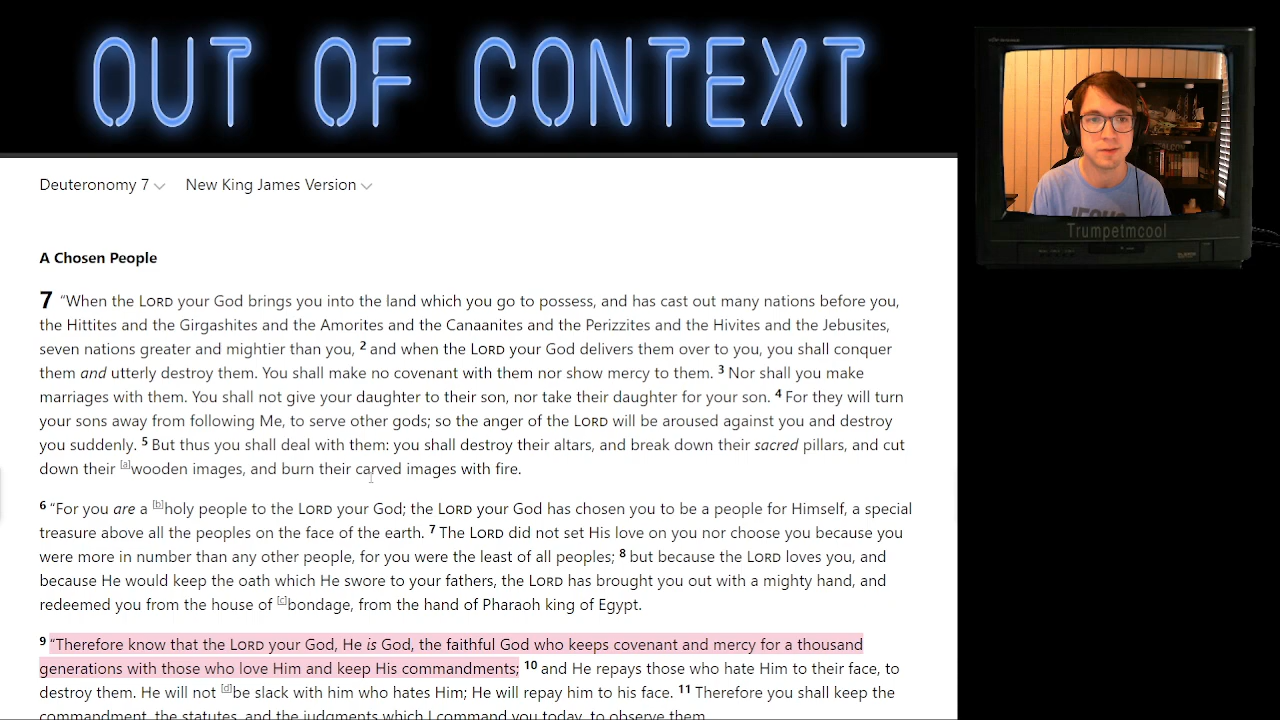 OUT OF CONTEXT
Trumpetmcool
Deuteronomy 7 New King James Version
A Chosen People
7 “When the LORD your God brings you into the land which you go to possess, and has cast out many nations before you,
the Hittites and the Girgashites and the Amorites and the Canaanites and the Perizzites and the Hivites and the Jebusites,
seven nations greater and mightier than you, 2 and when the LORD your God delivers them over to you, you shall conquer
them and utterly destroy them. You shall make no covenant with them nor show mercy to them. 3 Nor shall you make
marriages with them. You shall not give your daughter to their son, nor take their daughter for your son. 4 For they will turn
your sons away from following Me, to serve other gods; so the anger of the LORD will be aroused against you and destroy
you suddenly. 5 But thus you shall deal with them: you shall destroy their altars, and break down their sacred pillars, and cut
down their [a]wooden images, and burn their carved images with fire.
6 “For you are a [b]holy people to the LORD your God; the LORD your God has chosen you to be a people for Himself, a special
treasure above all the peoples on the face of the earth. 7 The LORD did not set His love on you nor choose you because you
were more in number than any other people, for you were the least of all peoples; 8 but because the LORD loves you, and
because He would keep the oath which He swore to your fathers, the LORD has brought you out with a mighty hand, and
redeemed you from the house of [c]bondage, from the hand of Pharaoh king of Egypt.
9 “Therefore know that the LORD your God, He is God, the faithful God who keeps covenant and mercy for a thousand
generations with those who love Him and keep His commandments; 10 and He repays those who hate Him to their face, to
destroy them. He will not [d]be slack with him who hates Him; He will repay him to his face. 11 Therefore you shall keep the
commandment, the statutes, and the judgments which I command you today, to observe them.